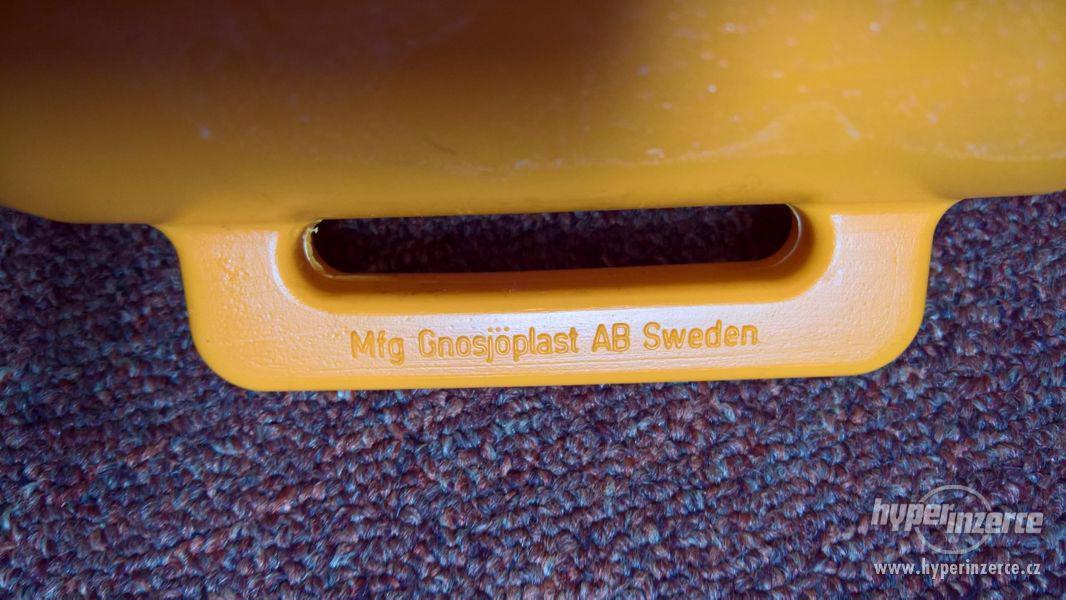 Mfg Gnosjöplast AB Sweden
hyperinzerce
www.hyperinzerce.cz